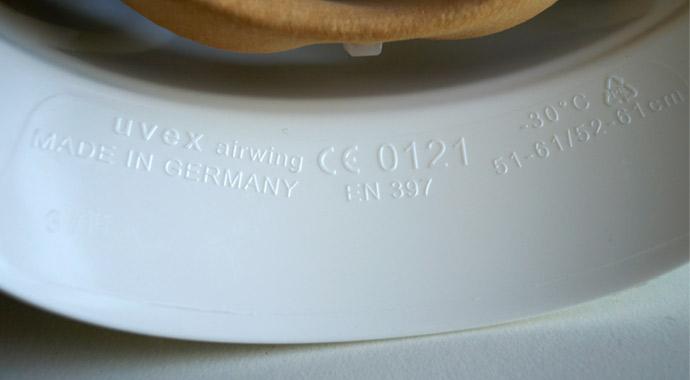 uvex airwing
MADE IN GERMANY
CE 0121
EN 397
-30°C
51-61/52-61cm